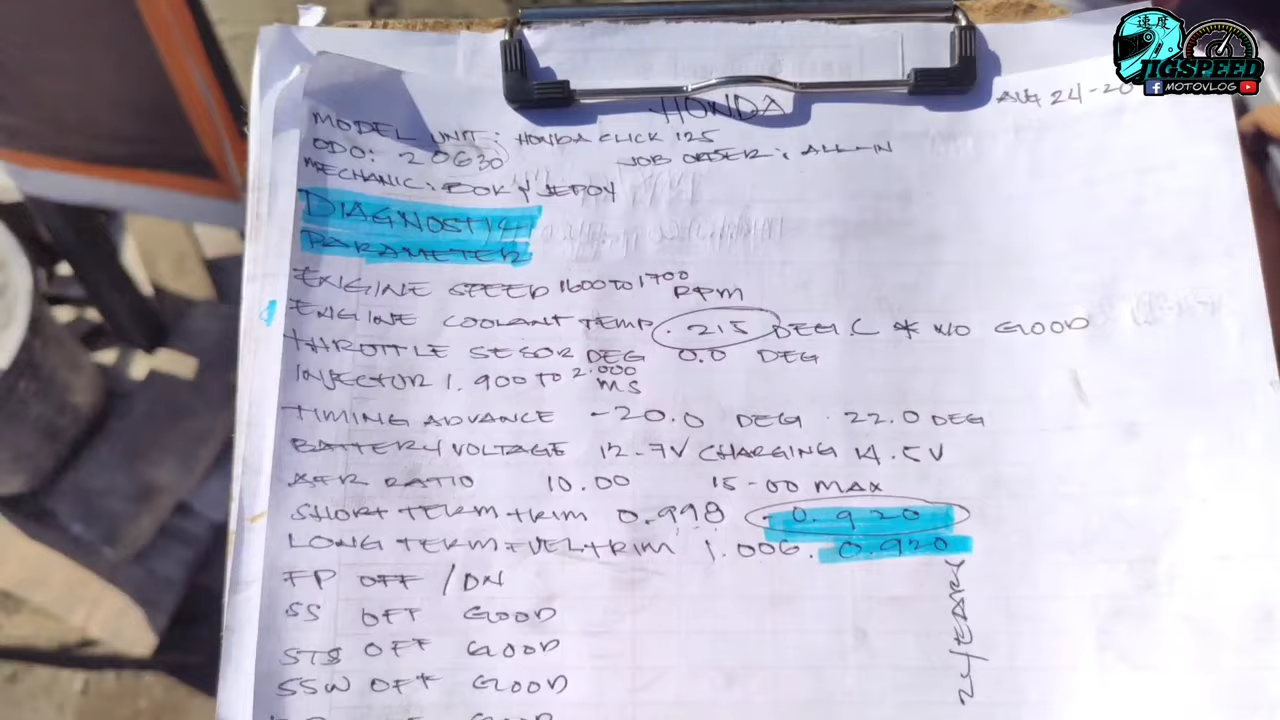 速度
JIGSPEED
MOTOVLOG
HONDA
AUG 24-20
MODEL UNIT: HONDA CLICK 125
ODO: 20630 JOB ORDER: ALL-N
MECHANIC: BOK Y JEPOY
DIAGNOSTIC
PARAMETER
ENGINE SPEED 1600 TO 1700 RPM
ENGINE COOLANT TEMP. 215 DEG.C * NO GOOD
THROTTLE SESOR DEG 0.0 DEG
INJECTOR 1.900 TO 2.000 MS
TIMING ADVANCE -20.0 DEG . 22.0 DEG
BATTERY VOLTAGE 12.7V CHARGING 14.5V
AFR RATIO 10.00 15-00 MAX
SHORT TERM TRIM 0.998 - 0.920
LONG TERM FUEL TRIM 1.006. 0.920
FP OFF /ON
SS OFF GOOD
STS OFF GOOD
SSW OFF GOOD
GOOD
2YEARS